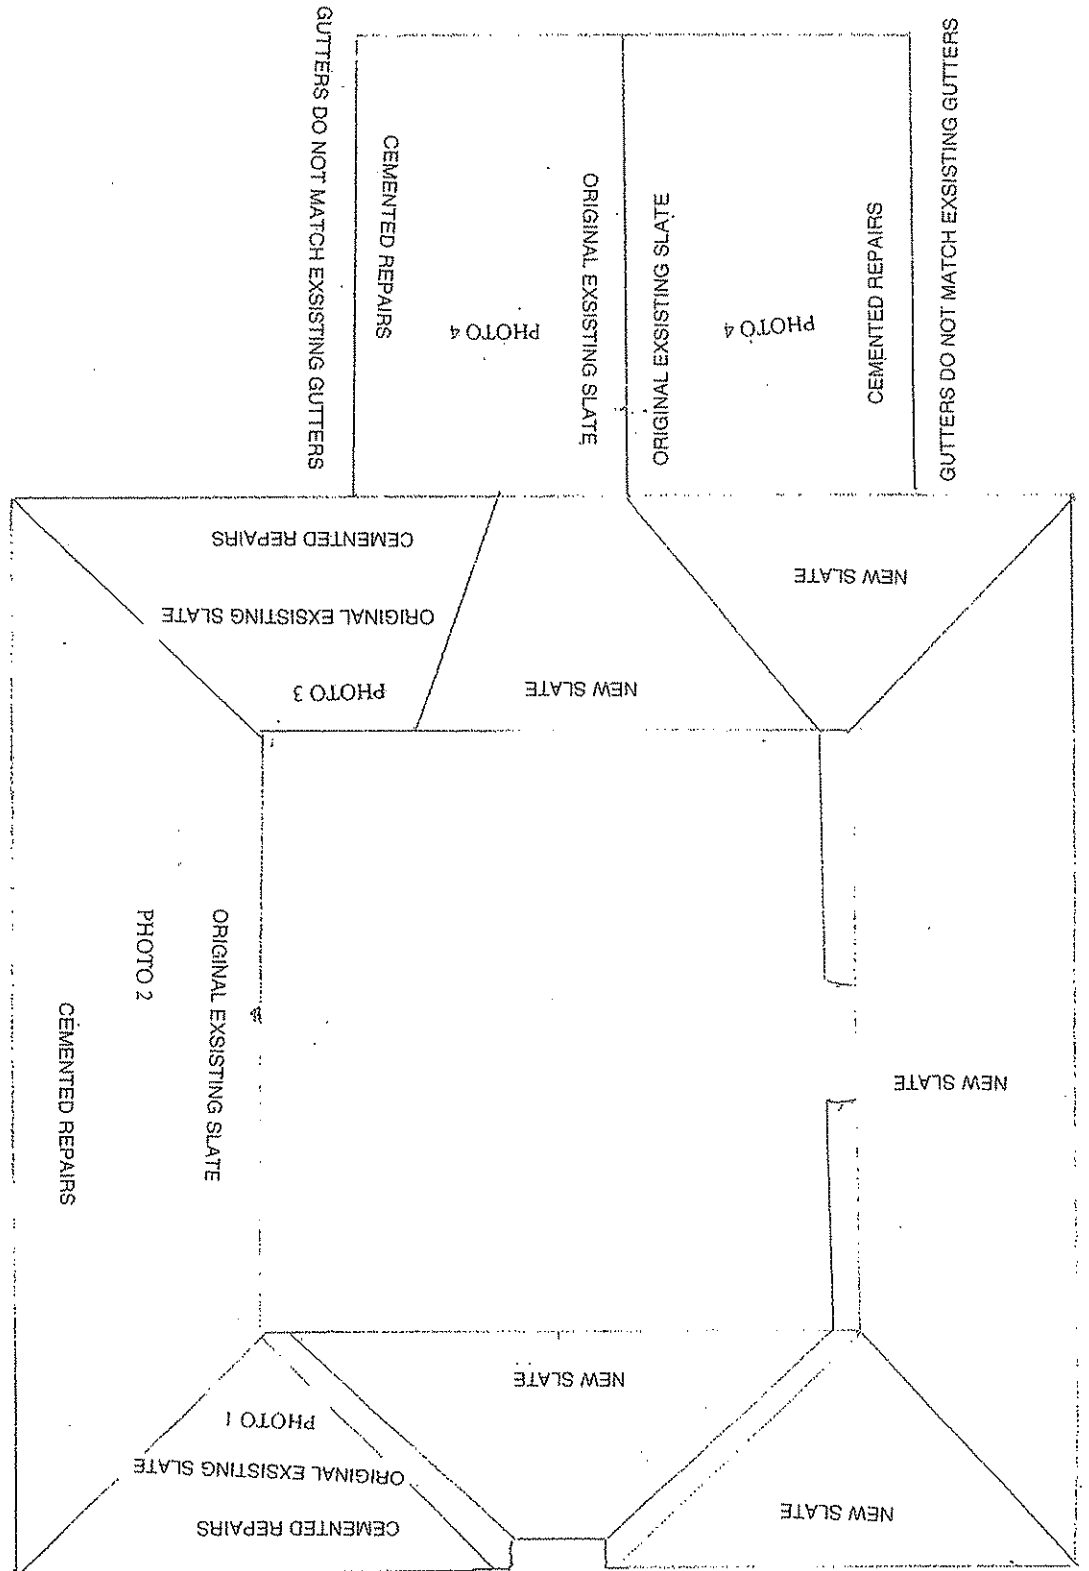 GUTTERS DO NOT MATCH EXSISTING GUTTERS
CEMENTED REPAIRS
PHOTO 4
ORIGINAL EXSISTING SLATE
ORIGINAL EXSISTING SLATE
PHOTO 4
CEMENTED REPAIRS
GUTTERS DO NOT MATCH EXSISTING GUTTERS
CEMENTED REPAIRS
ORIGINAL EXSISTING SLATE
PHOTO 3
NEW SLATE
NEW SLATE
ORIGINAL EXSISTING SLATE
PHOTO 2
CEMENTED REPAIRS
NEW SLATE
NEW SLATE
PHOTO 1
ORIGINAL EXSISTING SLATE
CEMENTED REPAIRS
NEW SLATE